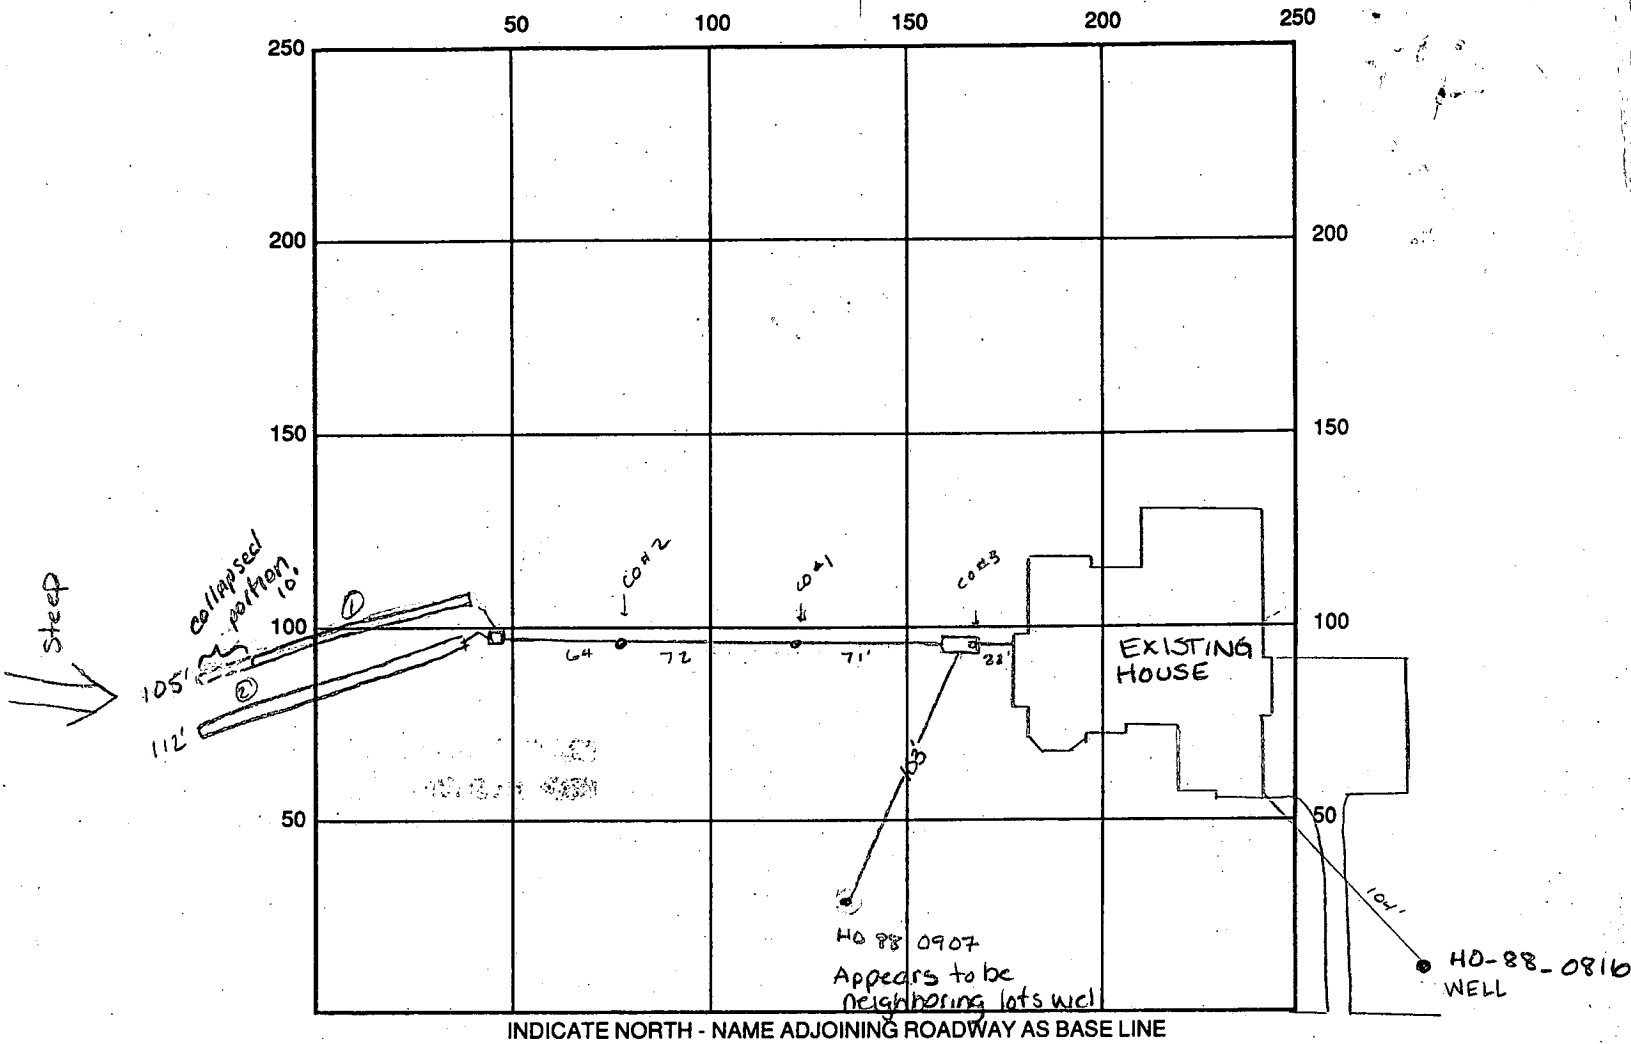 50 100 150 200 250
250
200 200
150 150
collapsed
portion
10'
Steep
①
CO#2
CO#1
CO#3
100 100
64 72 71' 22'
EXISTING
HOUSE
105'
②
112'
103'
50 50
104'
HO 88 0907
Appears to be
neighboring lots well
HO-88-0816
WELL
INDICATE NORTH - NAME ADJOINING ROADWAY AS BASE LINE